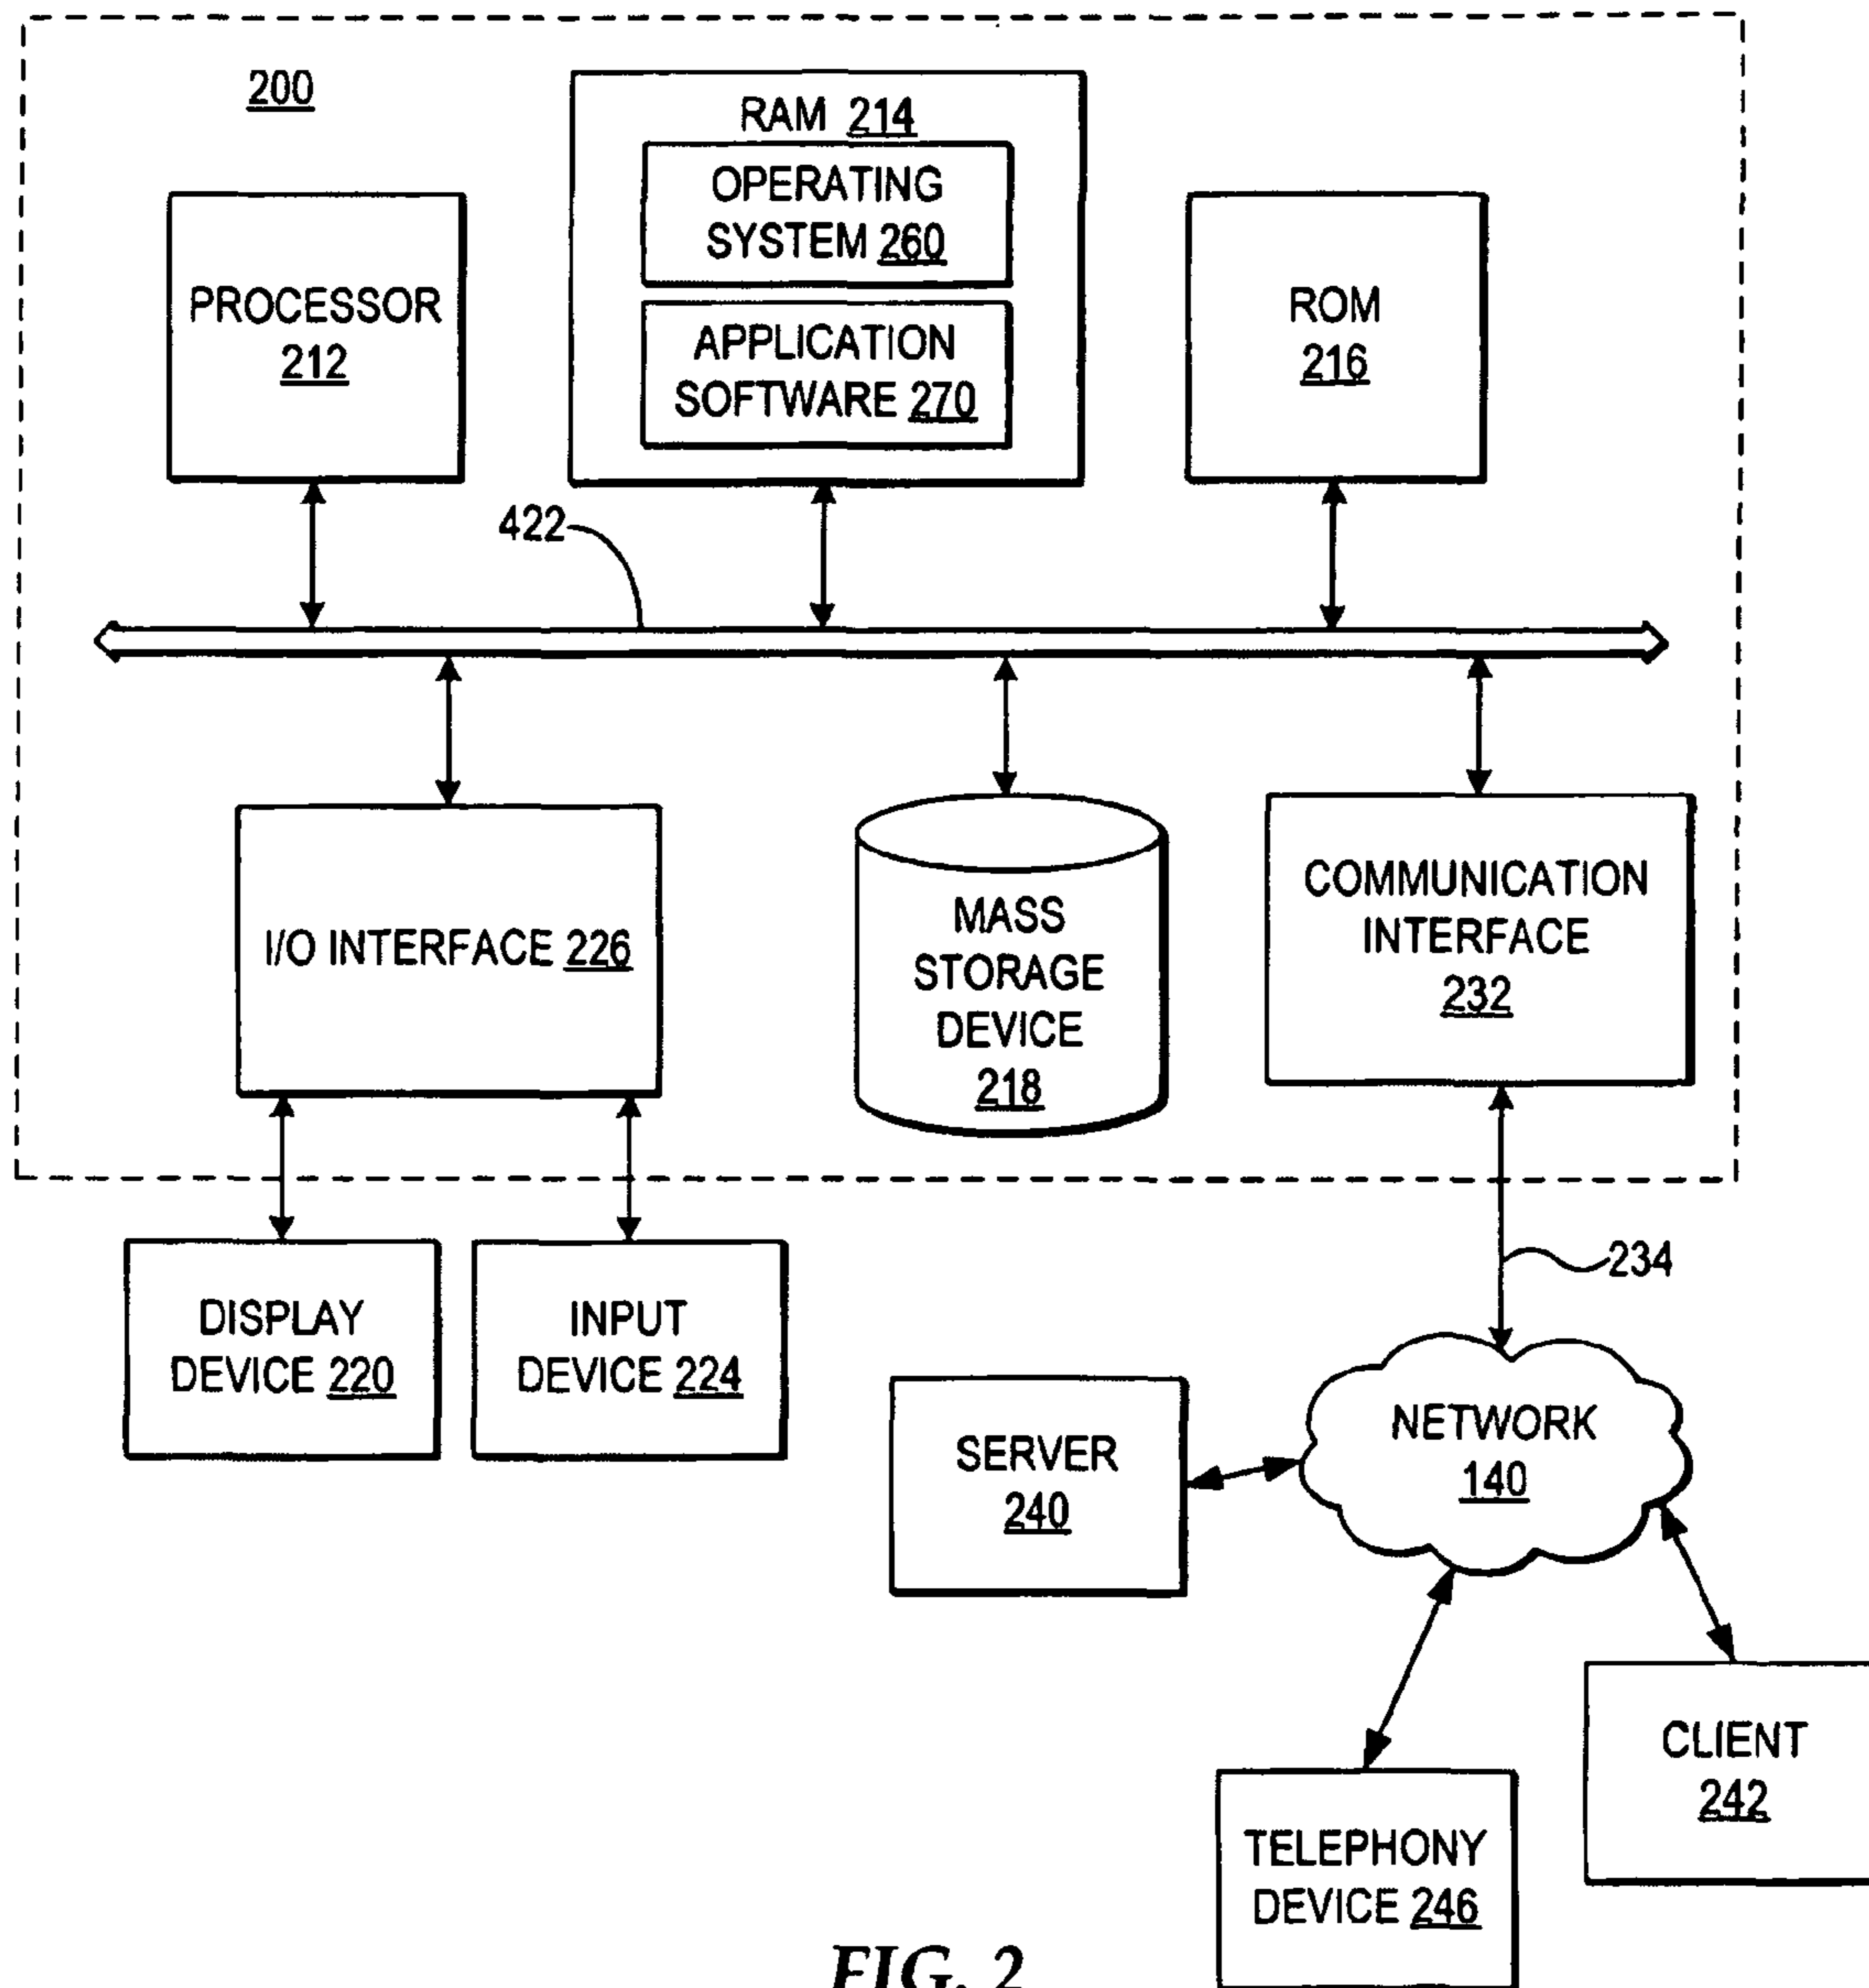 200
RAM 214
OPERATING
SYSTEM 260
APPLICATION
SOFTWARE 270
PROCESSOR
212
ROM
216
422
I/O INTERFACE 226
MASS
STORAGE
DEVICE
218
COMMUNICATION
INTERFACE
232
234
DISPLAY
DEVICE 220
INPUT
DEVICE 224
SERVER
240
NETWORK
140
CLIENT
242
TELEPHONY
DEVICE 246
FIG. 2